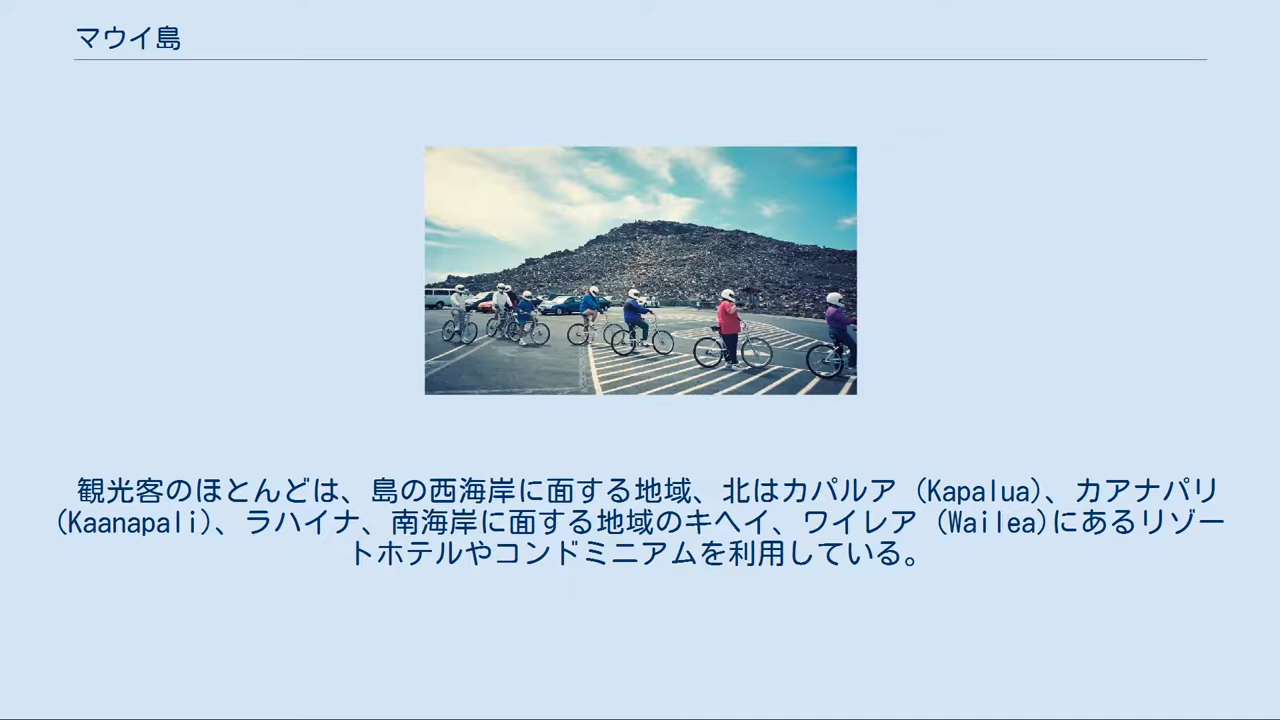 マウイ島
観光客のほとんどは、島の西海岸に面する地域、北はカパルア (Kapalua)、カアナパリ
(Kaanapali)、ラハイナ、南海岸に面する地域のキヘイ、ワイレア (Wailea)にあるリゾー
トホテルやコンドミニアムを利用している。